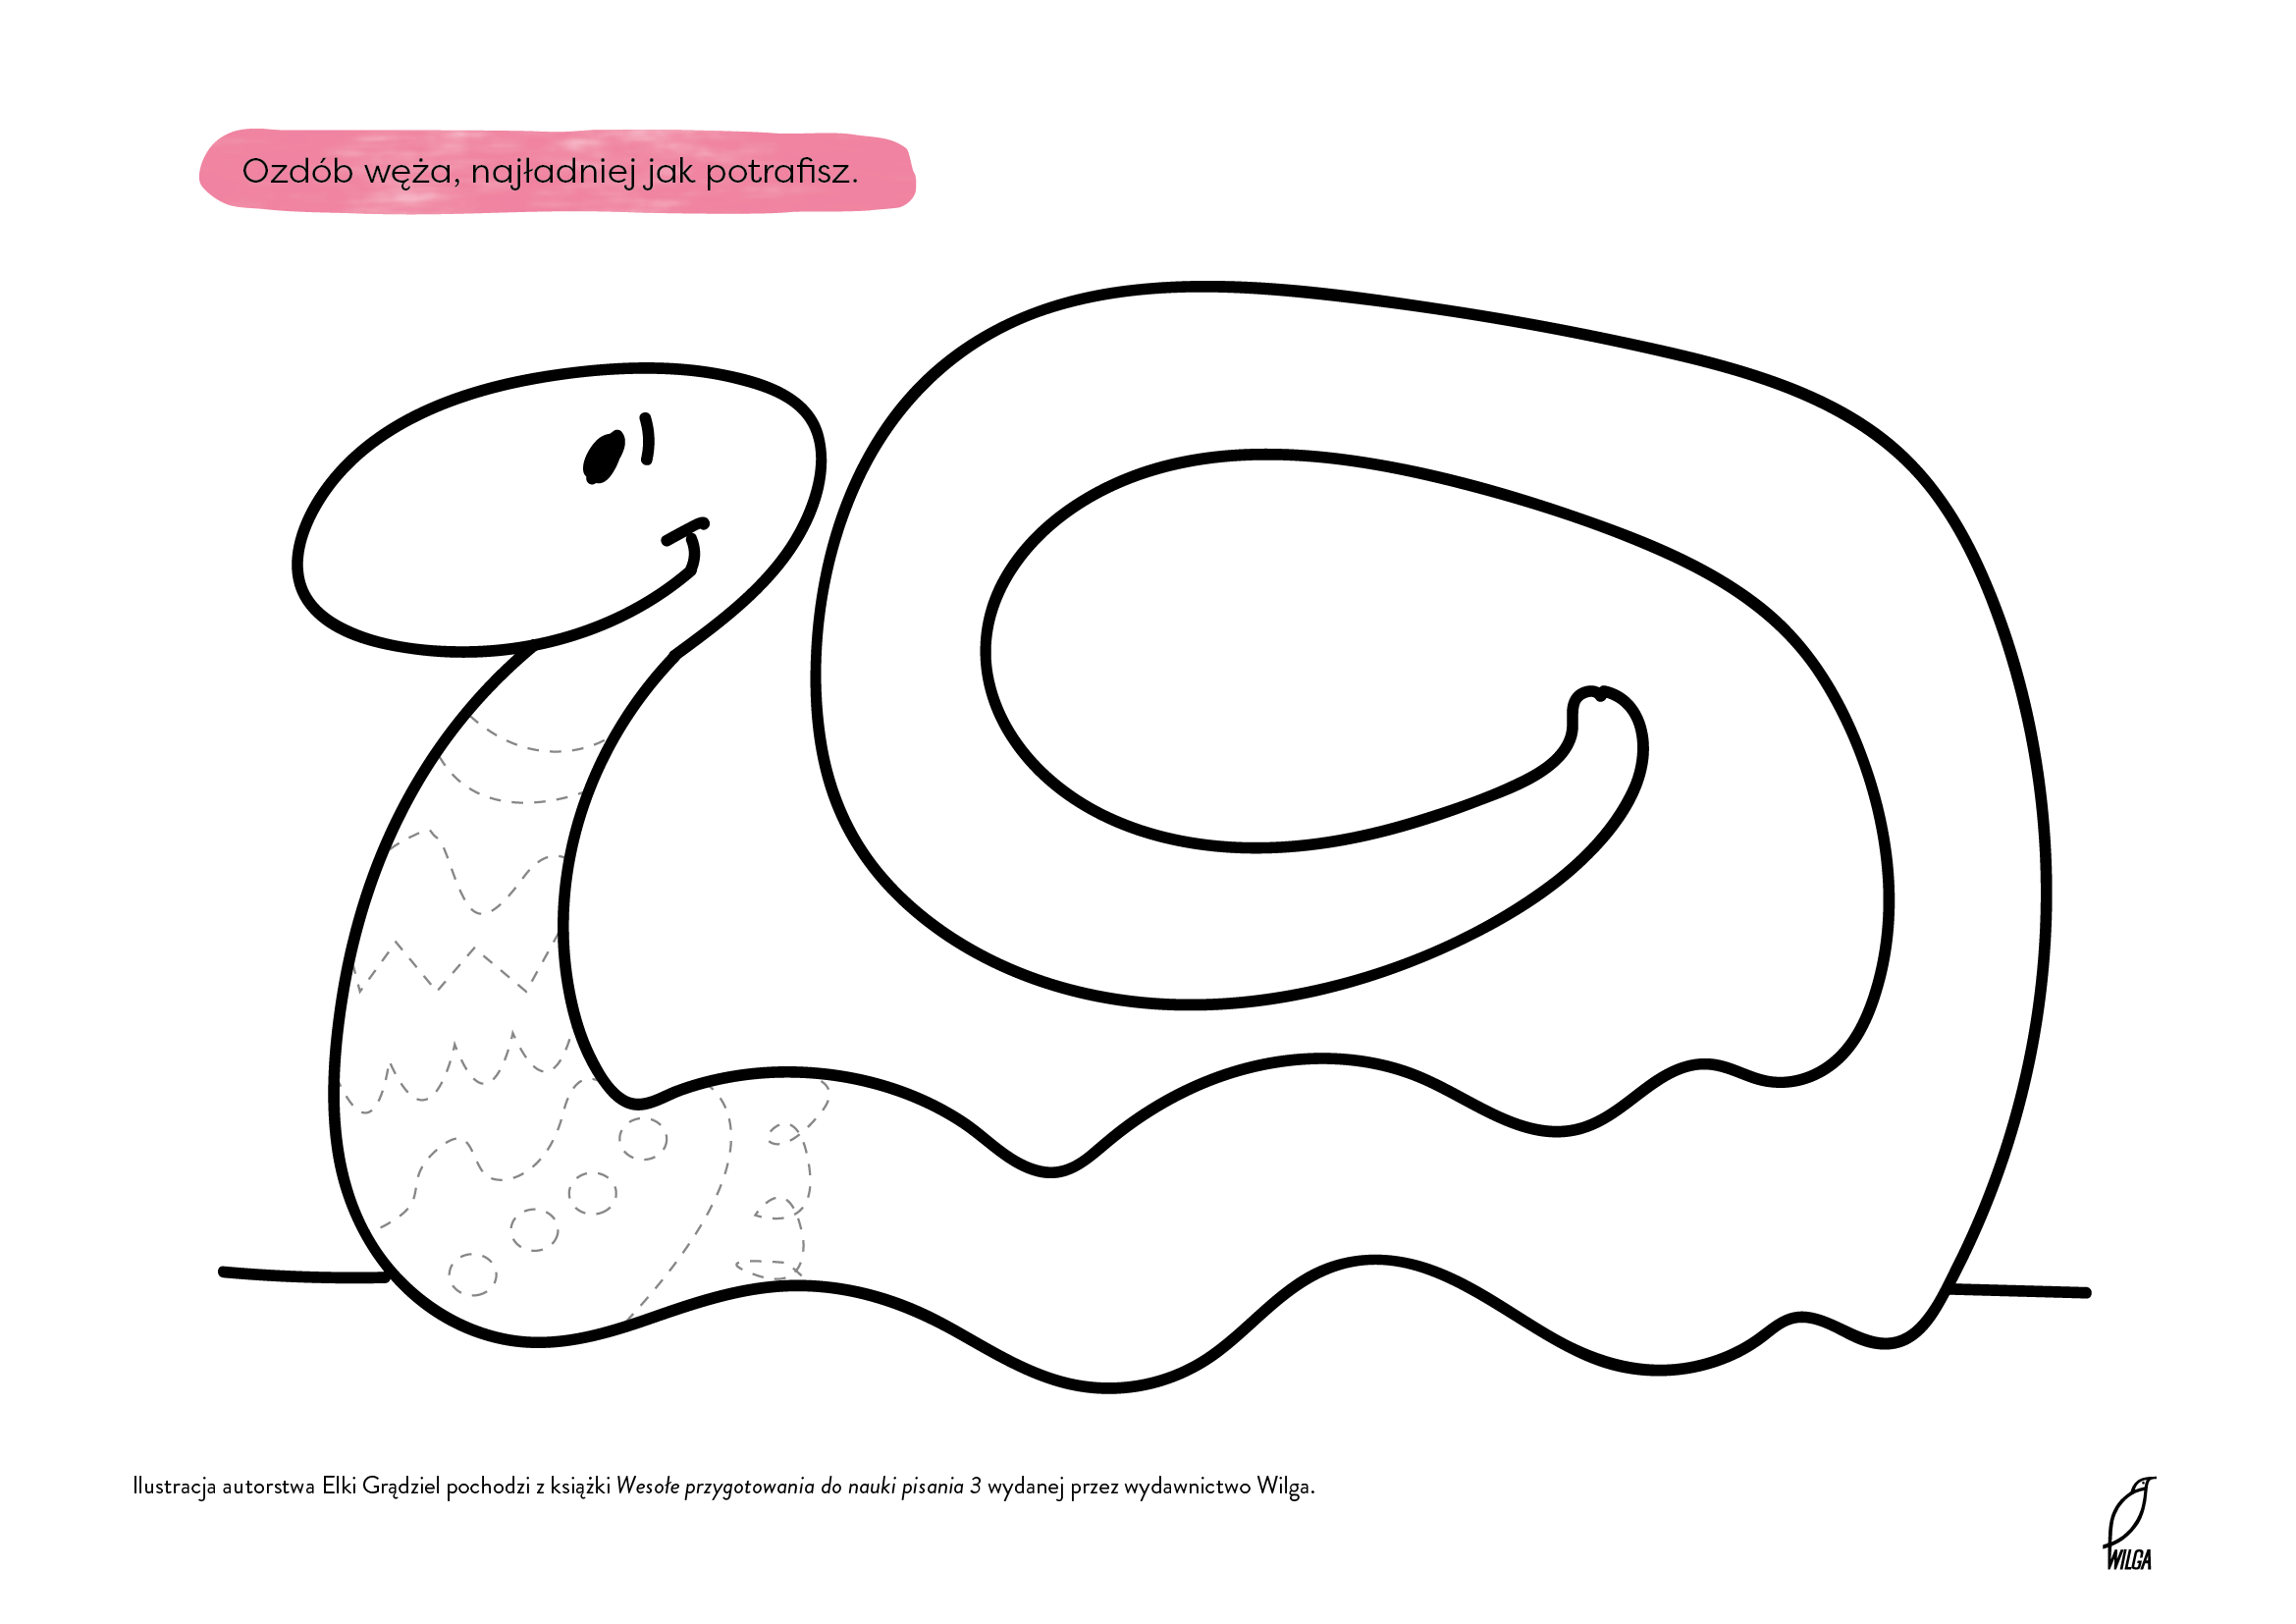 Ozdób węża, najładniej jak potrafisz.
Ilustracja autorstwa Elki Grądziel pochodzi z książki Wesołe przygotowania do nauki pisania 3 wydanej przez wydawnictwo Wilga.
WILGA